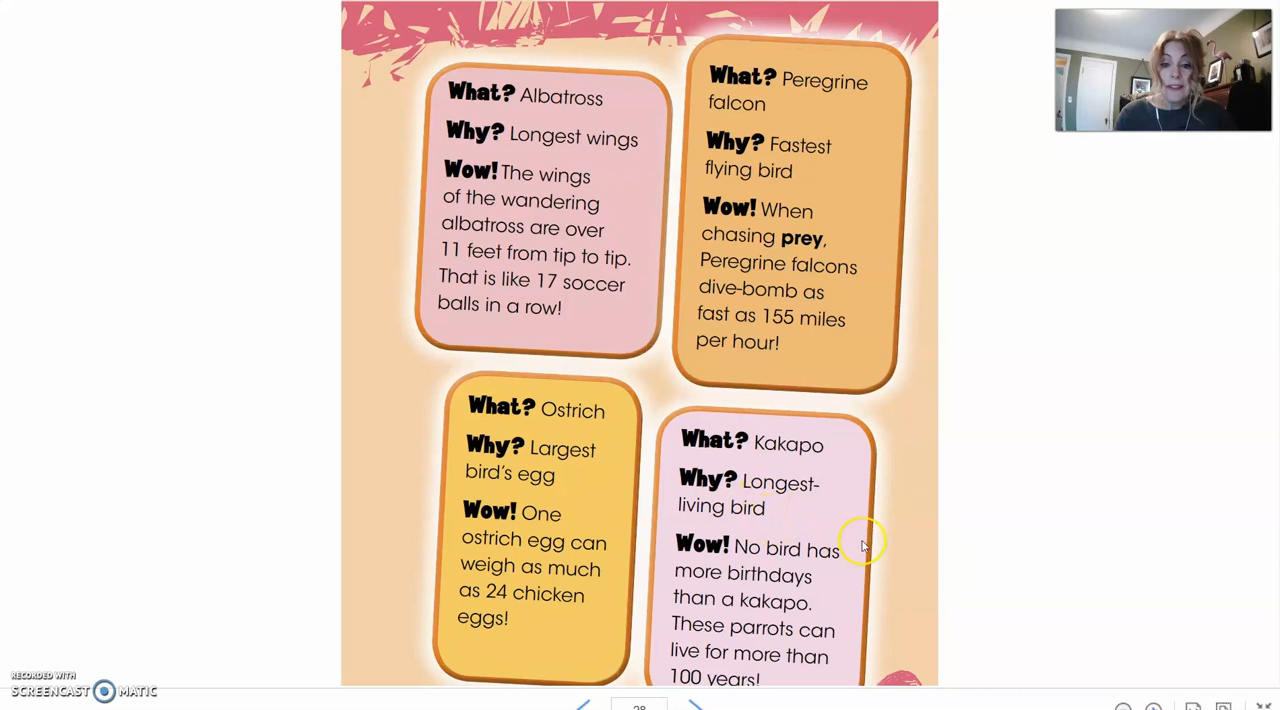 What? Albatross
Why? Longest wings
Wow! The wings
of the wandering
albatross are over
11 feet from tip to tip.
That is like 17 soccer
balls in a row!
What? Peregrine
falcon
Why? Fastest
flying bird
Wow! When
chasing prey,
Peregrine falcons
dive-bomb as
fast as 155 miles
per hour!
What? Ostrich
Why? Largest
bird's egg
Wow! One
ostrich egg can
weigh as much
as 24 chicken
eggs!
What? Kakapo
Why? Longest-
living bird
Wow! No bird has
more birthdays
than a kakapo.
These parrots can
live for more than
100 years!
RECORDED WITH
SCREENCAST MATIC
28